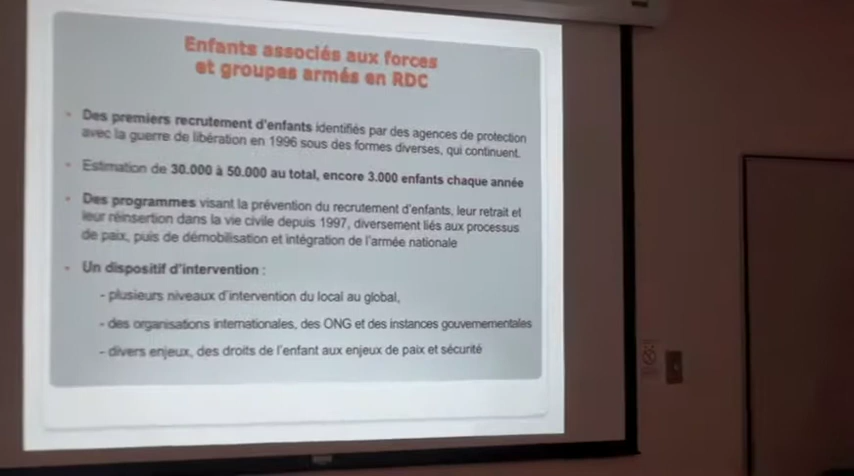 Enfants associés aux forces
et groupes armés en RDC
• Des premiers recrutement d'enfants identifiés par des agences de protection
avec la guerre de libération en 1996 sous des formes diverses, qui continuent.
• Estimation de 30.000 à 50.000 au total, encore 3.000 enfants chaque année
• Des programmes visant la prévention du recrutement d'enfants, leur retrait et
leur réinsertion dans la vie civile depuis 1997, diversement liés aux processus
de paix, puis de démobilisation et intégration de l'armée nationale
• Un dispositif d'intervention :
- plusieurs niveaux d'intervention du local au global,
- des organisations internationales, des ONG et des instances gouvernementales
- divers enjeux, des droits de l'enfant aux enjeux de paix et sécurité